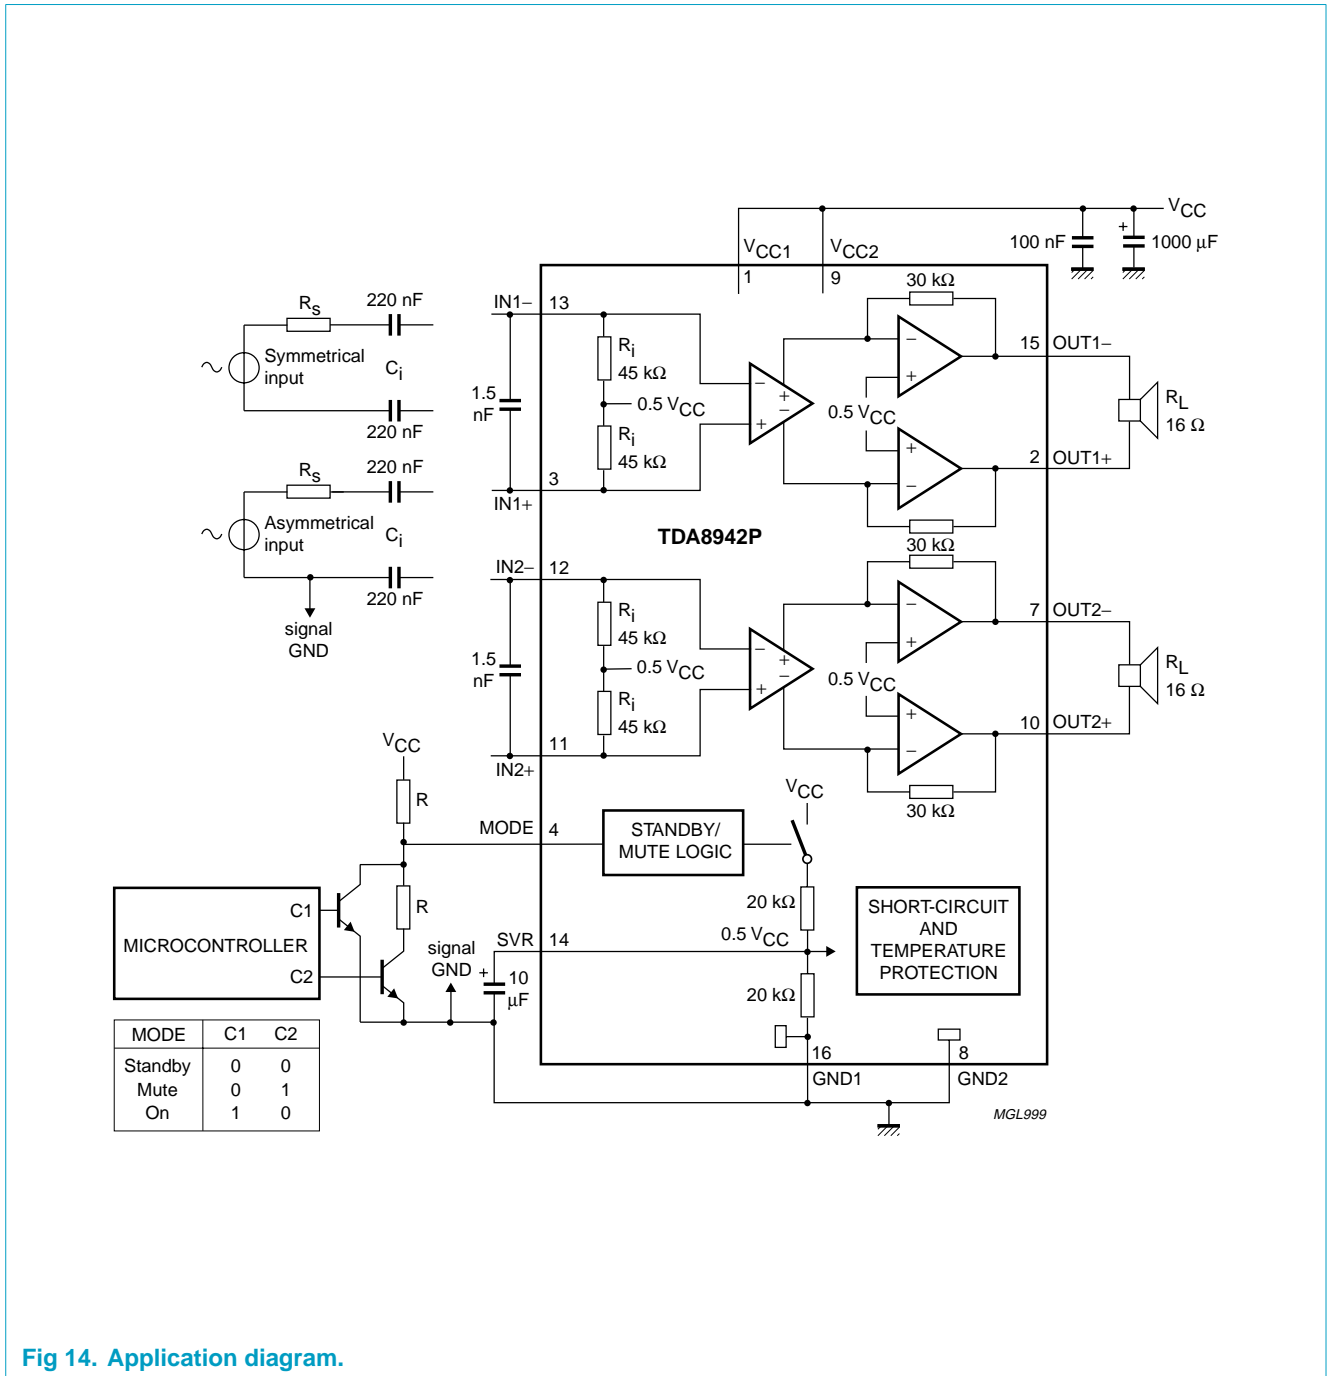 VCC
100 nF
+
1000 μF
VCC1
VCC2
1
9
30 kΩ
Rs
220 nF
IN1−
13
Symmetrical
input
Ci
Ri
45 kΩ
−
+
−
+
−
+
15
OUT1−
1.5
nF
0.5 VCC
0.5 VCC
RL
16 Ω
220 nF
Ri
45 kΩ
+
−
2
OUT1+
Rs
220 nF
3
IN1+
Asymmetrical
input
Ci
TDA8942P
30 kΩ
30 kΩ
220 nF
IN2−
12
signal
GND
Ri
45 kΩ
−
+
−
+
−
+
7
OUT2−
1.5
nF
0.5 VCC
0.5 VCC
RL
16 Ω
Ri
45 kΩ
+
−
10
OUT2+
11
IN2+
VCC
R
VCC
30 kΩ
MODE
4
STANDBY/
MUTE LOGIC
R
C1
MICROCONTROLLER
C2
20 kΩ
SHORT-CIRCUIT
AND
TEMPERATURE
PROTECTION
signal
GND
SVR
14
0.5 VCC
+
10
μF
20 kΩ
MODE C1 C2
Standby 0 0
Mute 0 1
On 1 0
16
GND1
8
GND2
MGL999
Fig 14. Application diagram.